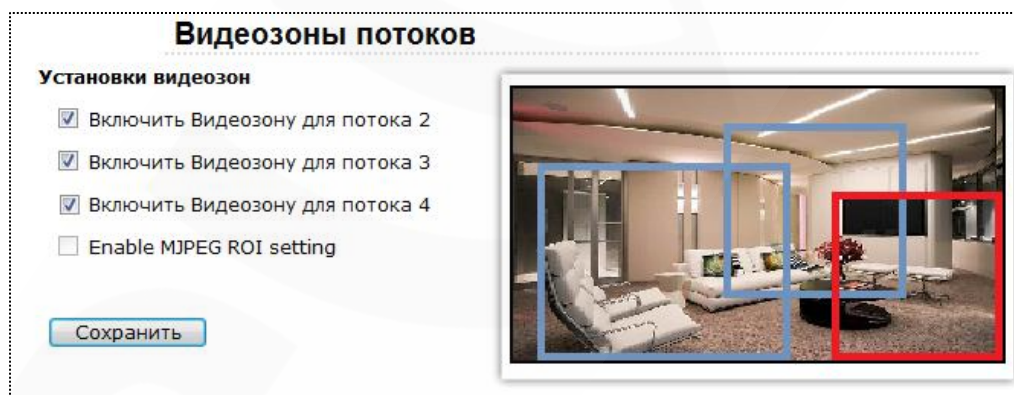 Видеозоны потоков
Установки видеозон
Включить Видеозону для потока 2
Включить Видеозону для потока 3
Включить Видеозону для потока 4
Enable MJPEG ROI setting
Сохранить